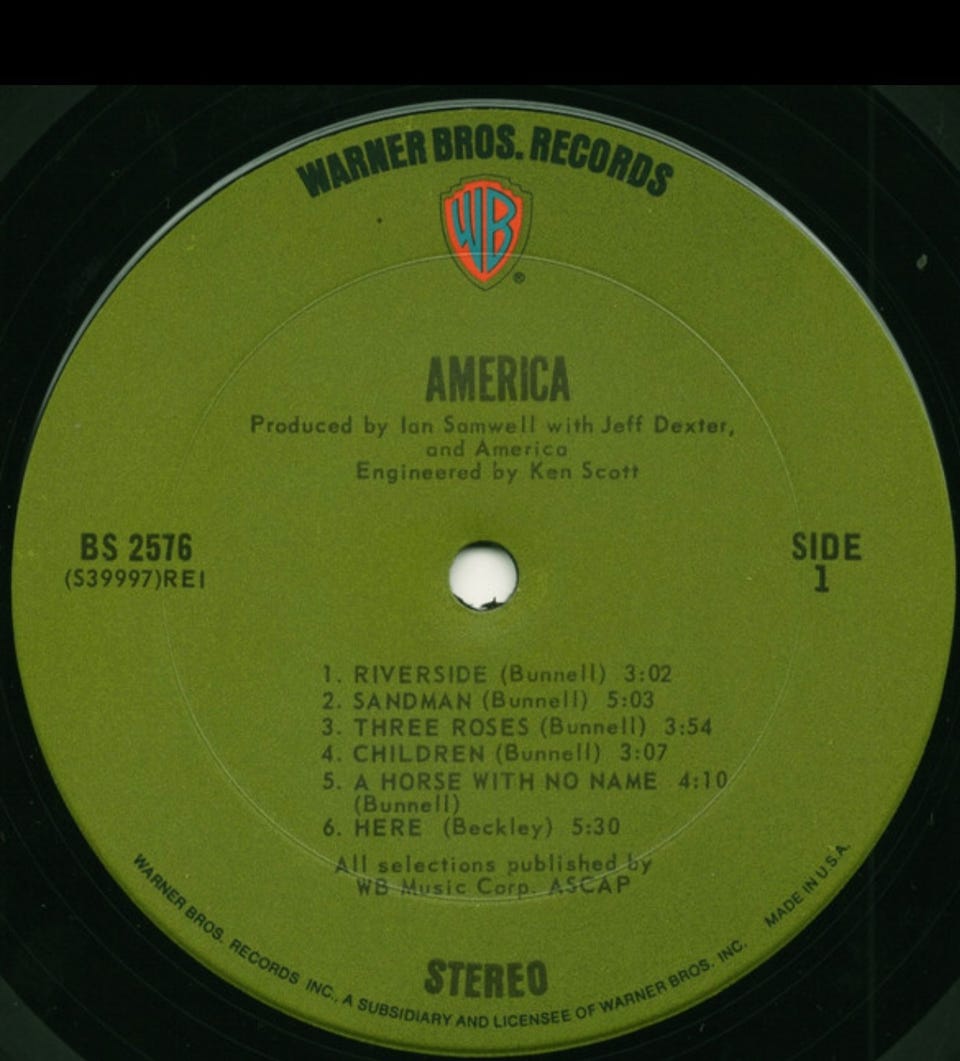 WARNER BROS. RECORDS
WB
®
AMERICA
Produced by Ian Samwell with Jeff Dexter,
and America
Engineered by Ken Scott
BS 2576
(S39997)RE1
SIDE
1
1. RIVERSIDE (Bunnell) 3:02
2. SANDMAN (Bunnell) 5:03
3. THREE ROSES (Bunnell) 3:54
4. CHILDREN (Bunnell) 3:07
5. A HORSE WITH NO NAME 4:10
(Bunnell)
6. HERE (Beckley) 5:30
All selections published by
WB Music Corp. ASCAP
STEREO
WARNER BROS. RECORDS INC., A SUBSIDIARY AND LICENSEE OF WARNER BROS. INC. MADE IN U.S.A.